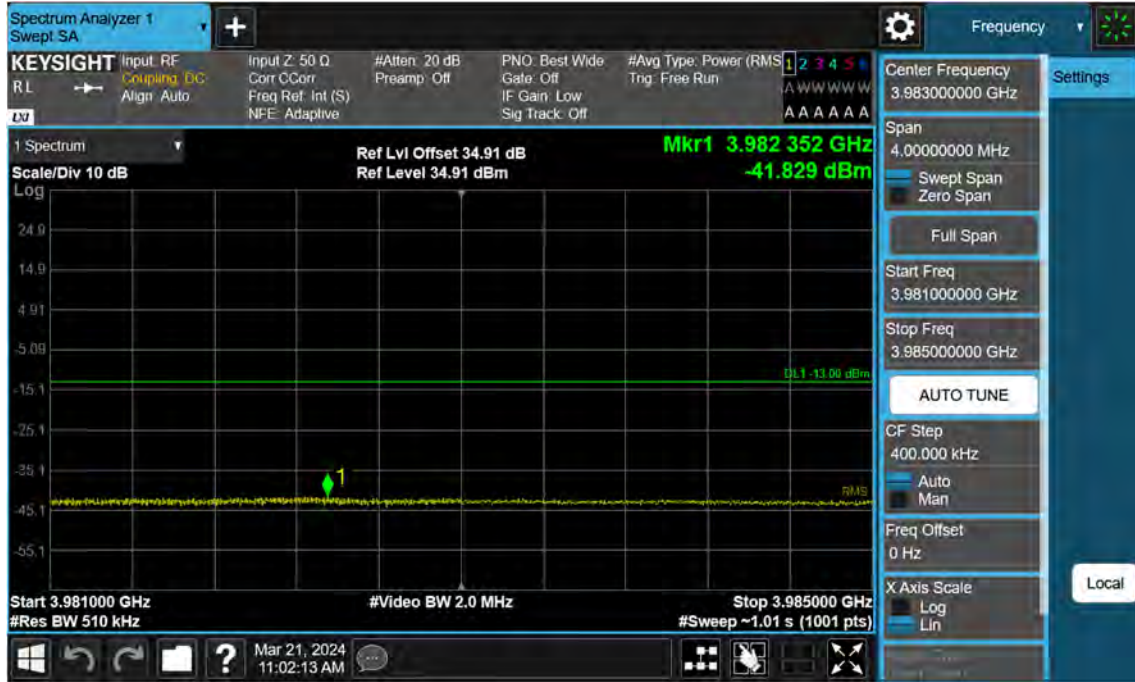 Spectrum Analyzer 1
Swept SA
+
Frequency
KEYSIGHT
RL
LXI
Input: RF
Coupling: DC
Align: Auto
Input Z: 50 Ω
Corr CCorr
Freq Ref: Int (S)
NFE: Adaptive
#Atten: 20 dB
Preamp: Off
PNO: Best Wide
Gate: Off
IF Gain: Low
Sig Track: Off
#Avg Type: Power (RMS
Trig: Free Run
1 2 3 4 5 6
A W W W W W
A A A A A A
1 Spectrum
Scale/Div 10 dB
Ref Lvl Offset 34.91 dB
Ref Level 34.91 dBm
Mkr1 3.982 352 GHz
-41.829 dBm
Log
24.9
14.9
4.91
-5.09
DL1 -13.00 dBm
-15.1
-25.1
-35.1
1
RMS
-45.1
-55.1
Start 3.981000 GHz
#Video BW 2.0 MHz
Stop 3.985000 GHz
#Res BW 510 kHz
#Sweep ~1.01 s (1001 pts)
?
Mar 21, 2024
11:02:13 AM
Center Frequency
3.983000000 GHz
Settings
Span
4.00000000 MHz
Swept Span
Zero Span
Full Span
Start Freq
3.981000000 GHz
Stop Freq
3.985000000 GHz
AUTO TUNE
CF Step
400.000 kHz
Auto
Man
Freq Offset
0 Hz
X Axis Scale
Log
Lin
Local